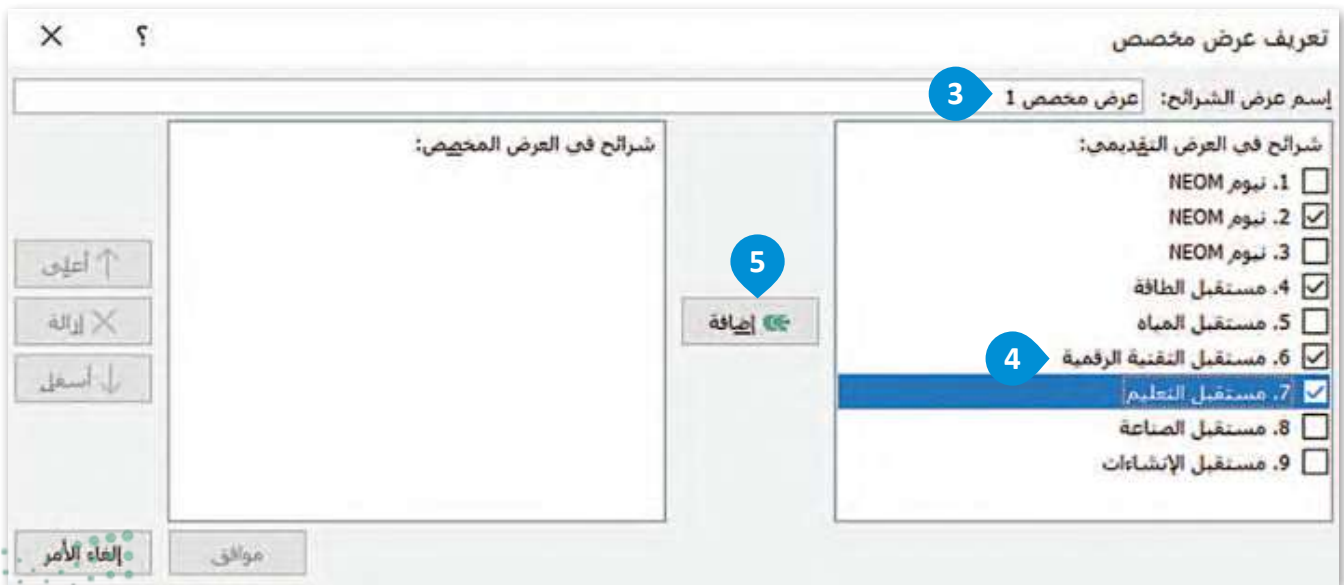 تعريف عرض مخصص
؟
إسم عرض الشرائح: عرض مخصص 1
3
شرائح في العرض التقديمي:
1. نيوم NEOM
2. نيوم NEOM
3. نيوم NEOM
4. مستقبل الطاقة
5. مستقبل المياه
6. مستقبل التقنية الرقمية
4
7. مستقبل التعليم
8. مستقبل الصناعة
9. مستقبل الإنشاءات
5
إضافة
شرائح في العرض المخصص:
أعلى
إزالة
أسفل
موافق
إلغاء الأمر